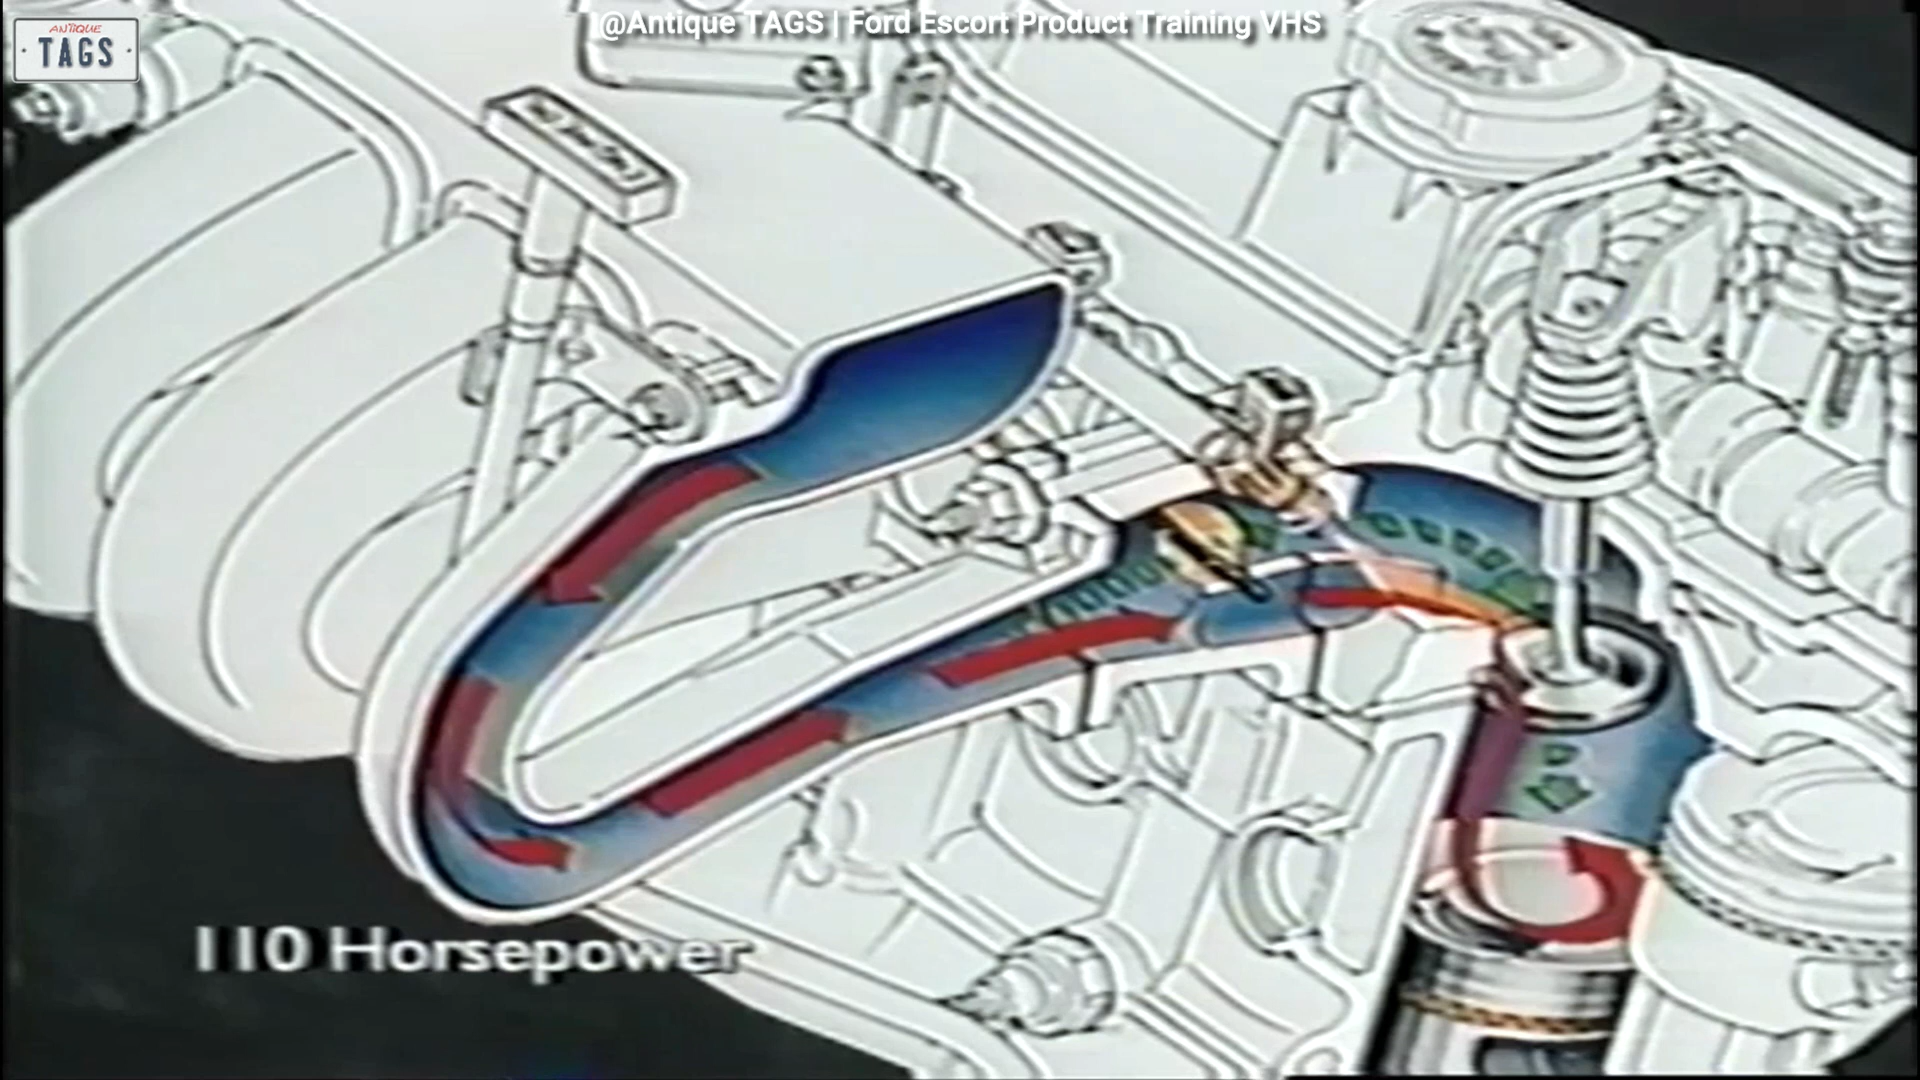 ANTIQUE
TAGS
@Antique TAGS | Ford Escort Product Training VHS
110 Horsepower